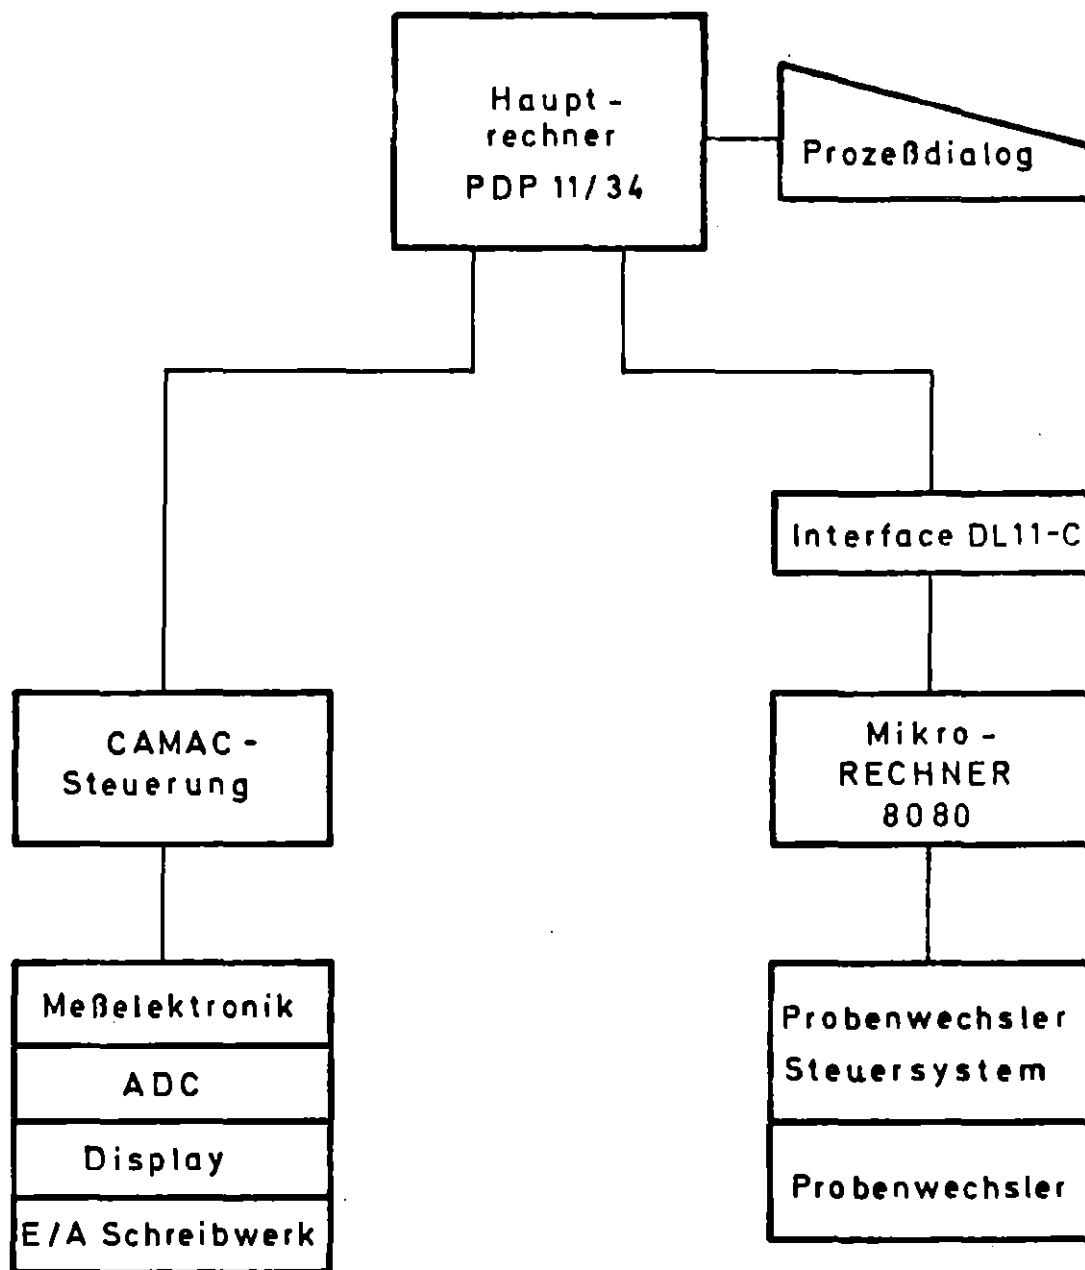 Haupt-
rechner
PDP 11/34
Prozeßdialog
Interface DL11-C
CAMAC-
Steuerung
Mikro-
RECHNER
8080
Meßelektronik
ADC
Display
E/A Schreibwerk
Probenwechsler
Steuersystem
Probenwechsler